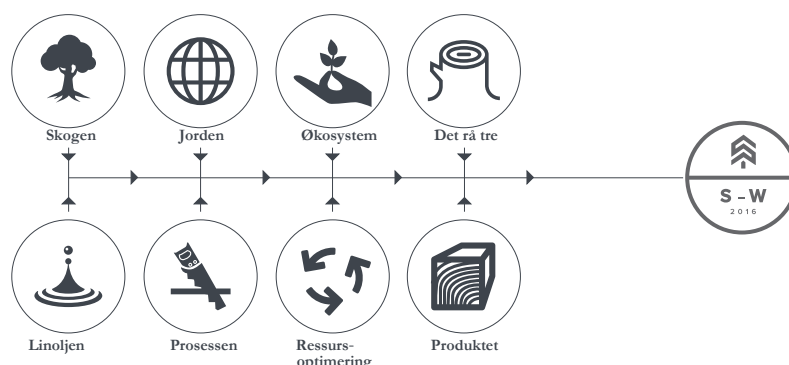 Skogen
Jorden
Økosystem
Det rå tre
S - W
2016
Linoljen
Prosessen
Ressurs-
optimering
Produktet